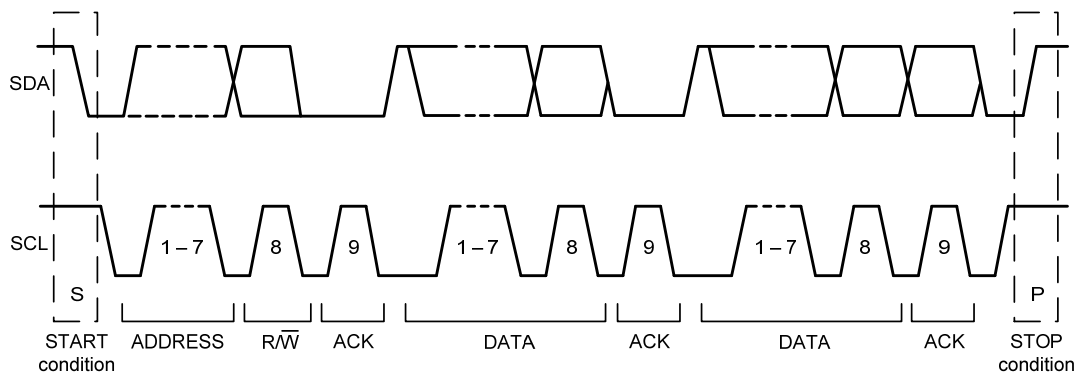 SDA
SCL
1 – 7
8
9
1 – 7
8
9
1 – 7
8
9
S
P
START
condition
ADDRESS
R/W̅
ACK
DATA
ACK
DATA
ACK
STOP
condition